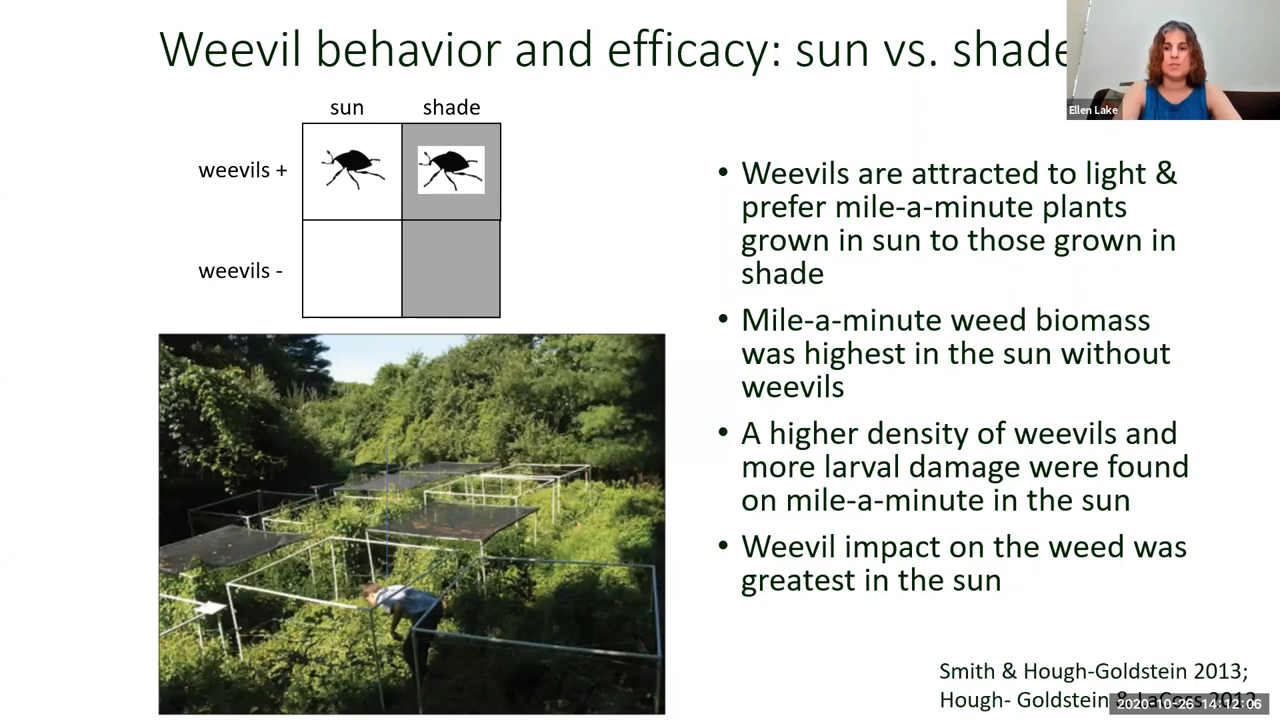 Weevil behavior and efficacy: sun vs. shade
Ellen Lake
sun shade
weevils +
weevils -
• Weevils are attracted to light &
prefer mile-a-minute plants
grown in sun to those grown in
shade
• Mile-a-minute weed biomass
was highest in the sun without
weevils
• A higher density of weevils and
more larval damage were found
on mile-a-minute in the sun
• Weevil impact on the weed was
greatest in the sun
Smith & Hough-Goldstein 2013;
Hough- Goldstein & LaCoss 2012
2020-10-26 14:12:06